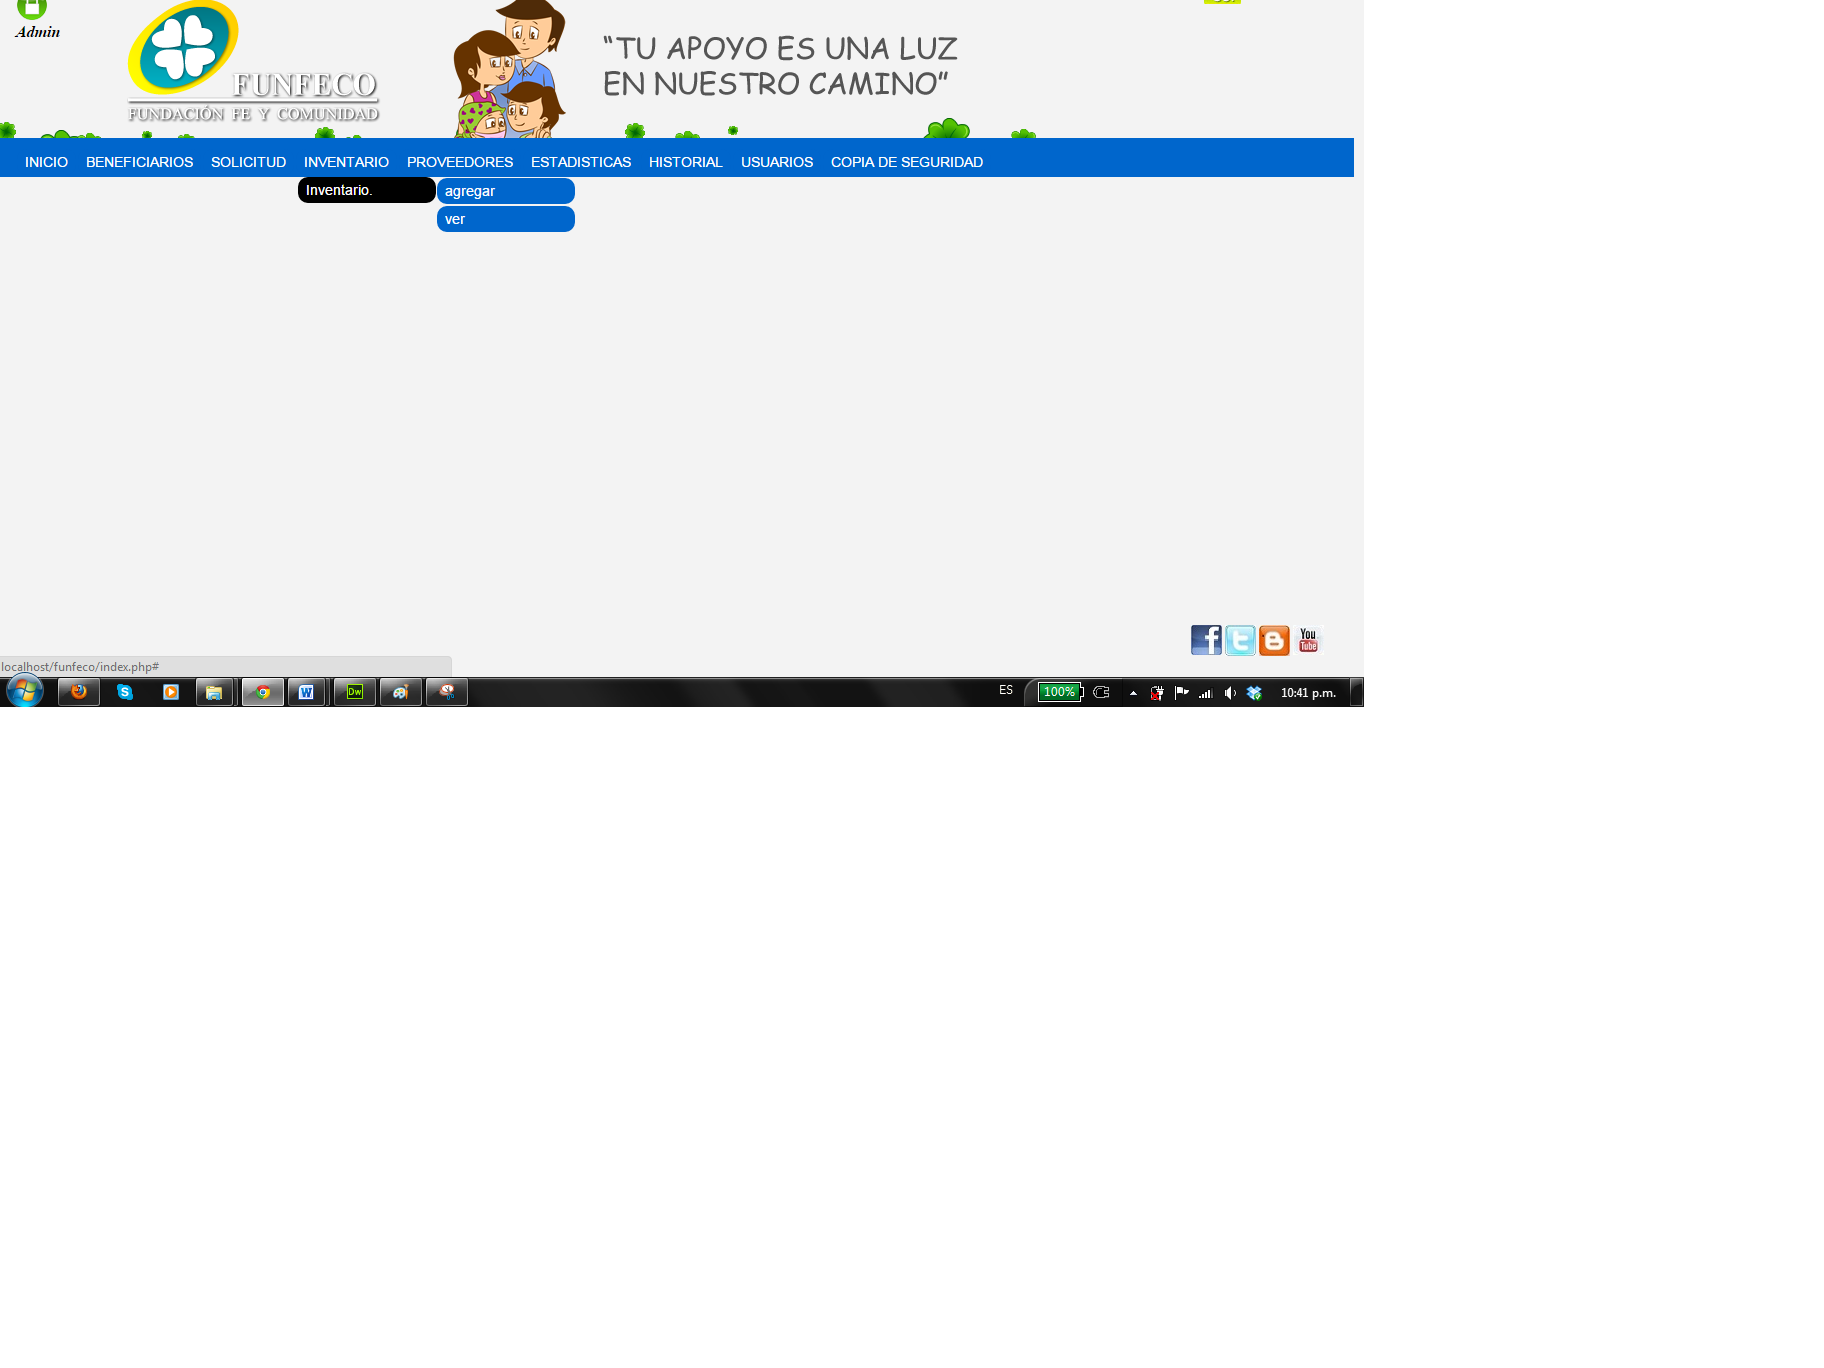 Admin
FUNFECO
FUNDACIÓN FE Y COMUNIDAD
“TU APOYO ES UNA LUZ
EN NUESTRO CAMINO”
INICIO BENEFICIARIOS SOLICITUD INVENTARIO PROVEEDORES ESTADISTICAS HISTORIAL USUARIOS COPIA DE SEGURIDAD
Inventario. agregar
ver
You
Tube
localhost/funfeco/index.php#
Dw
ES 100% 10:41 p.m.